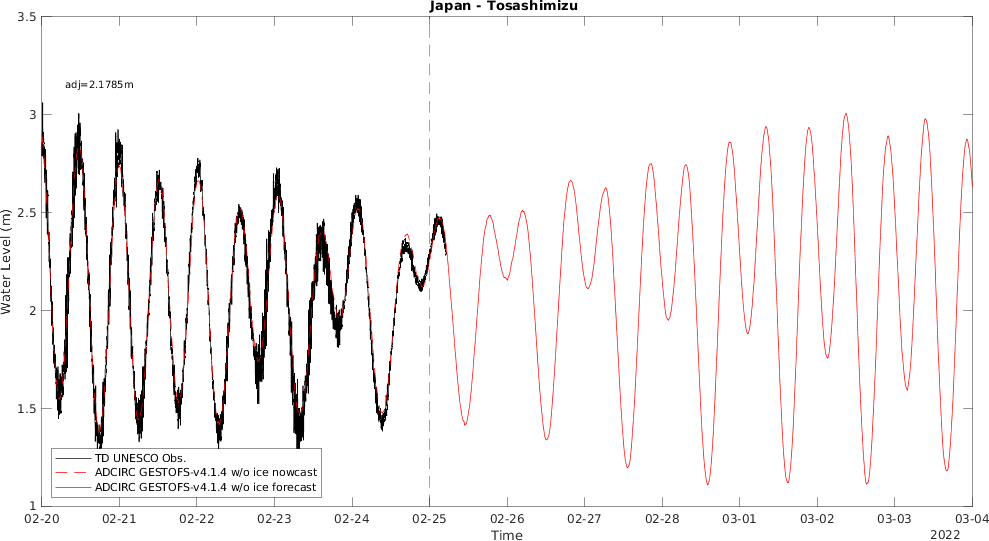 Japan - Tosashimizu
3.5
3
2.5
2
1.5
1
Water Level (m)
adj=2.1785m
TD UNESCO Obs.
ADCIRC GESTOFS-v4.1.4 w/o ice nowcast
ADCIRC GESTOFS-v4.1.4 w/o ice forecast
02-20 02-21 02-22 02-23 02-24 02-25 02-26 02-27 02-28 03-01 03-02 03-03 03-04
Time
2022